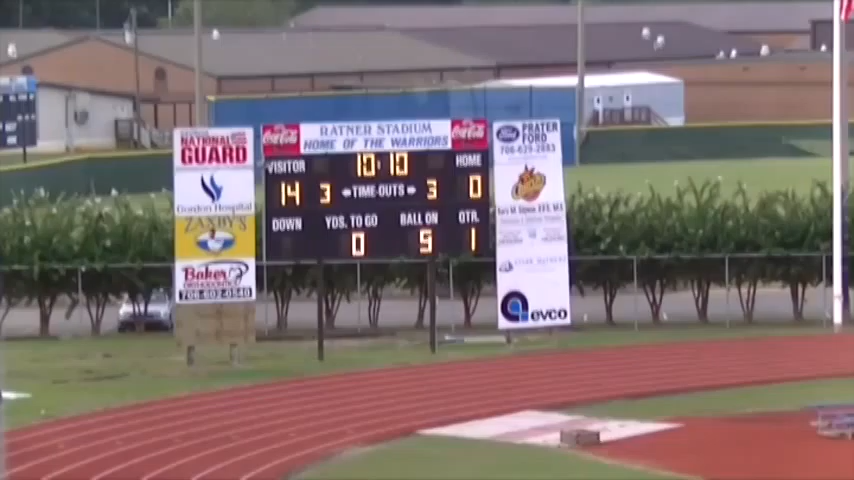 NATIONAL
GUARD
Gordon Hospital
ZAXBY'S
Baker
ORTHODONTICS
706-602-0540
Coca-Cola
RATNER STADIUM
HOME OF THE WARRIORS
Coca-Cola
VISITOR
10:10
HOME
14
3
TIME-OUTS
3
0
DOWN
YDS. TO GO
BALL ON
QTR.
0
5
1
Ford
PRATER
FORD
706-629-2883
evco